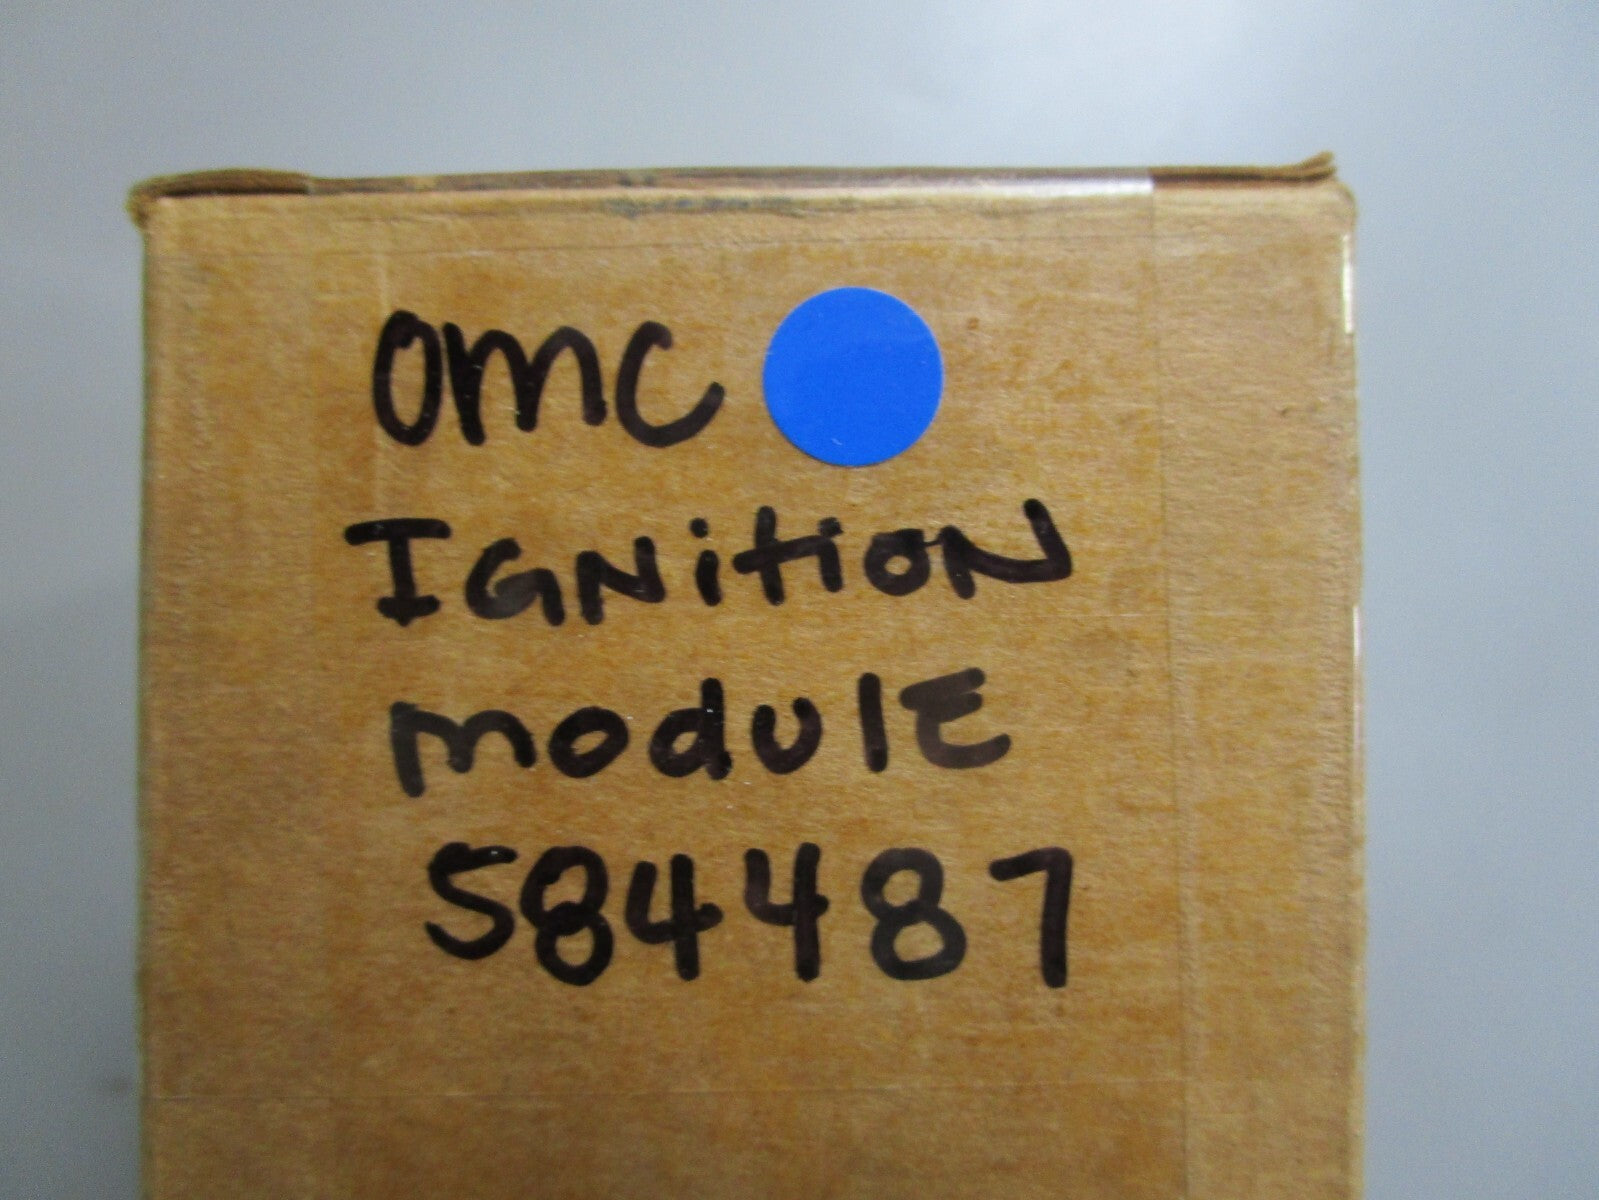 OMC
IGNITION
MODULE
584487